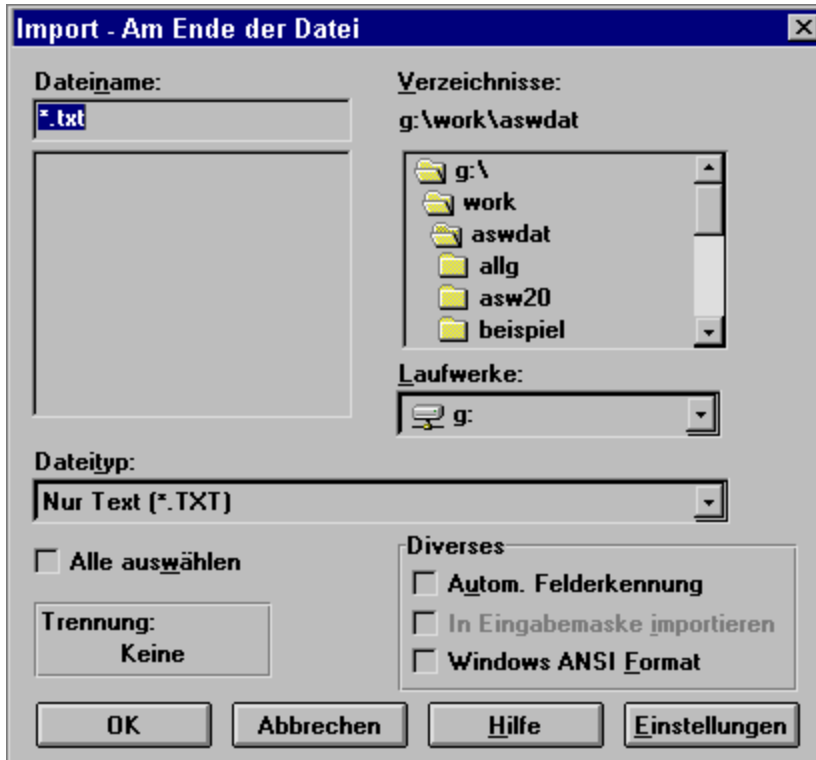 Import - Am Ende der Datei
Dateiname:
*.txt
Verzeichnisse:
g:\work\aswdat
g:\
work
aswdat
allg
asw20
beispiel
Laufwerke:
g:
Dateityp:
Nur Text (*.TXT)
Alle auswählen
Trennung:
Keine
Diverses
Autom. Felderkennung
In Eingabemaske importieren
Windows ANSI Format
OK
Abbrechen
Hilfe
Einstellungen